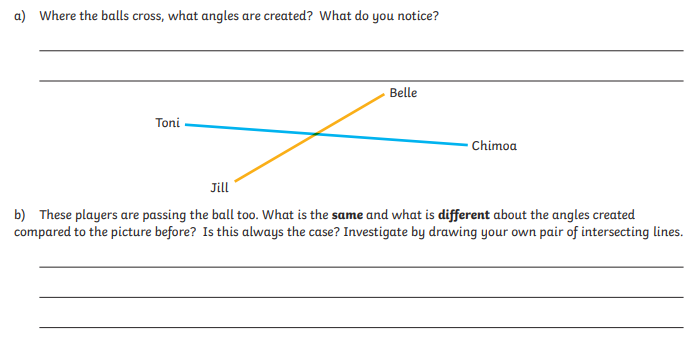 a) Where the balls cross, what angles are created? What do you notice?
Belle
Toni
Chimoa
Jill
b) These players are passing the ball too. What is the same and what is different about the angles created
compared to the picture before? Is this always the case? Investigate by drawing your own pair of intersecting lines.